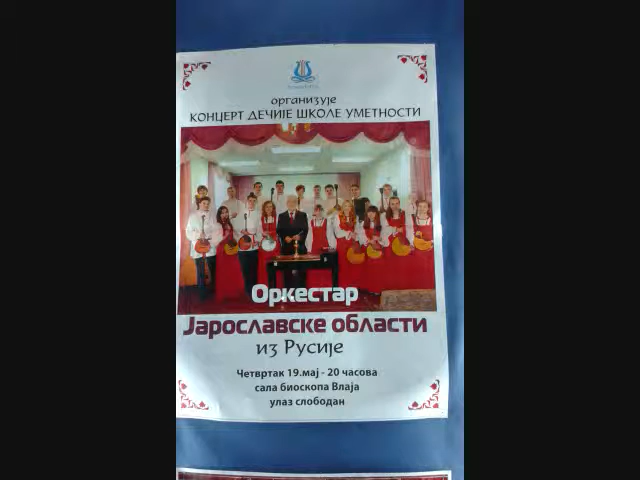 организује
КОНЦЕРТ ДЕЧИЈЕ ШКОЛЕ УМЕТНОСТИ
Оркестар
Јарославске области
из Русије
Четвртак 19.мај - 20 часова
сала биоскопа Влаја
улаз слободан